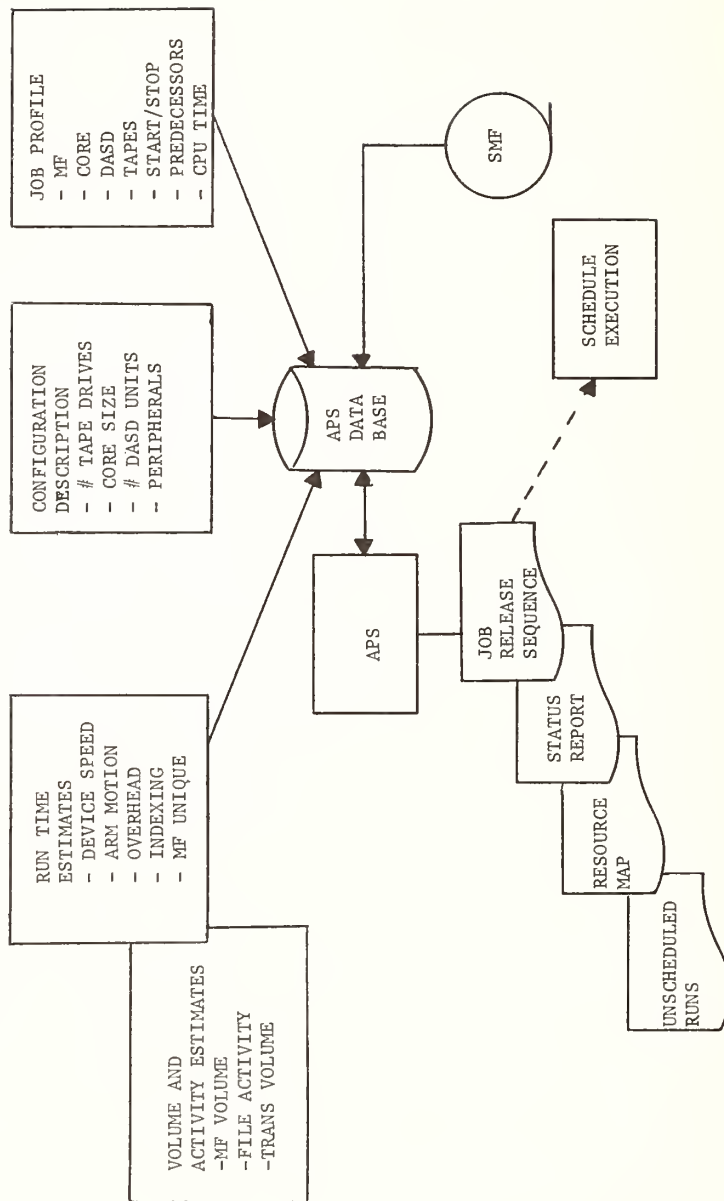 VOLUME AND
ACTIVITY ESTIMATES
-MF VOLUME
-FILE ACTIVITY
-TRANS VOLUME
RUN TIME
ESTIMATES
- DEVICE SPEED
- ARM MOTION
- OVERHEAD
- INDEXING
- MF UNIQUE
CONFIGURATION
DESCRIPTION
- # TAPE DRIVES
- CORE SIZE
- # DASD UNITS
- PERIPHERALS
JOB PROFILE
- MF
- CORE
- DASD
- TAPES
- START/STOP
- PREDECESSORS
- CPU TIME
APS
DATA
BASE
SMF
APS
JOB
RELEASE
SEQUENCE
STATUS
REPORT
RESOURCE
MAP
UNSCHEDULED
RUNS
SCHEDULE
EXECUTION